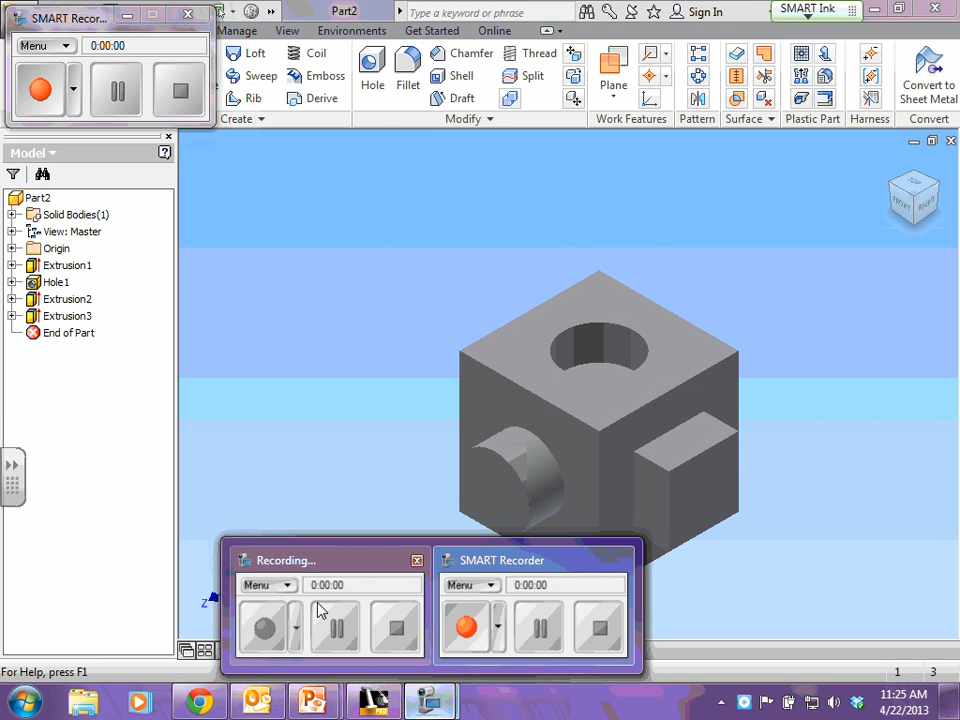 SMART Recor...
Menu
0:00:00
Part2
Type a keyword or phrase
Sign In
SMART Ink
Manage
View
Environments
Get Started
Online
Loft
Coil
Sweep
Emboss
Rib
Derive
Create
Hole
Fillet
Chamfer
Thread
Shell
Split
Draft
Modify
Plane
Work Features
Pattern
Surface
Plastic Part
Harness
Convert to
Sheet Metal
Convert
Model
Part2
Solid Bodies(1)
View: Master
Origin
Extrusion1
Hole1
Extrusion2
Extrusion3
End of Part
TOP
FRONT
RIGHT
Z
Recording...
Menu
0:00:00
SMART Recorder
Menu
0:00:00
For Help, press F1
1
3
11:25 AM
4/22/2013